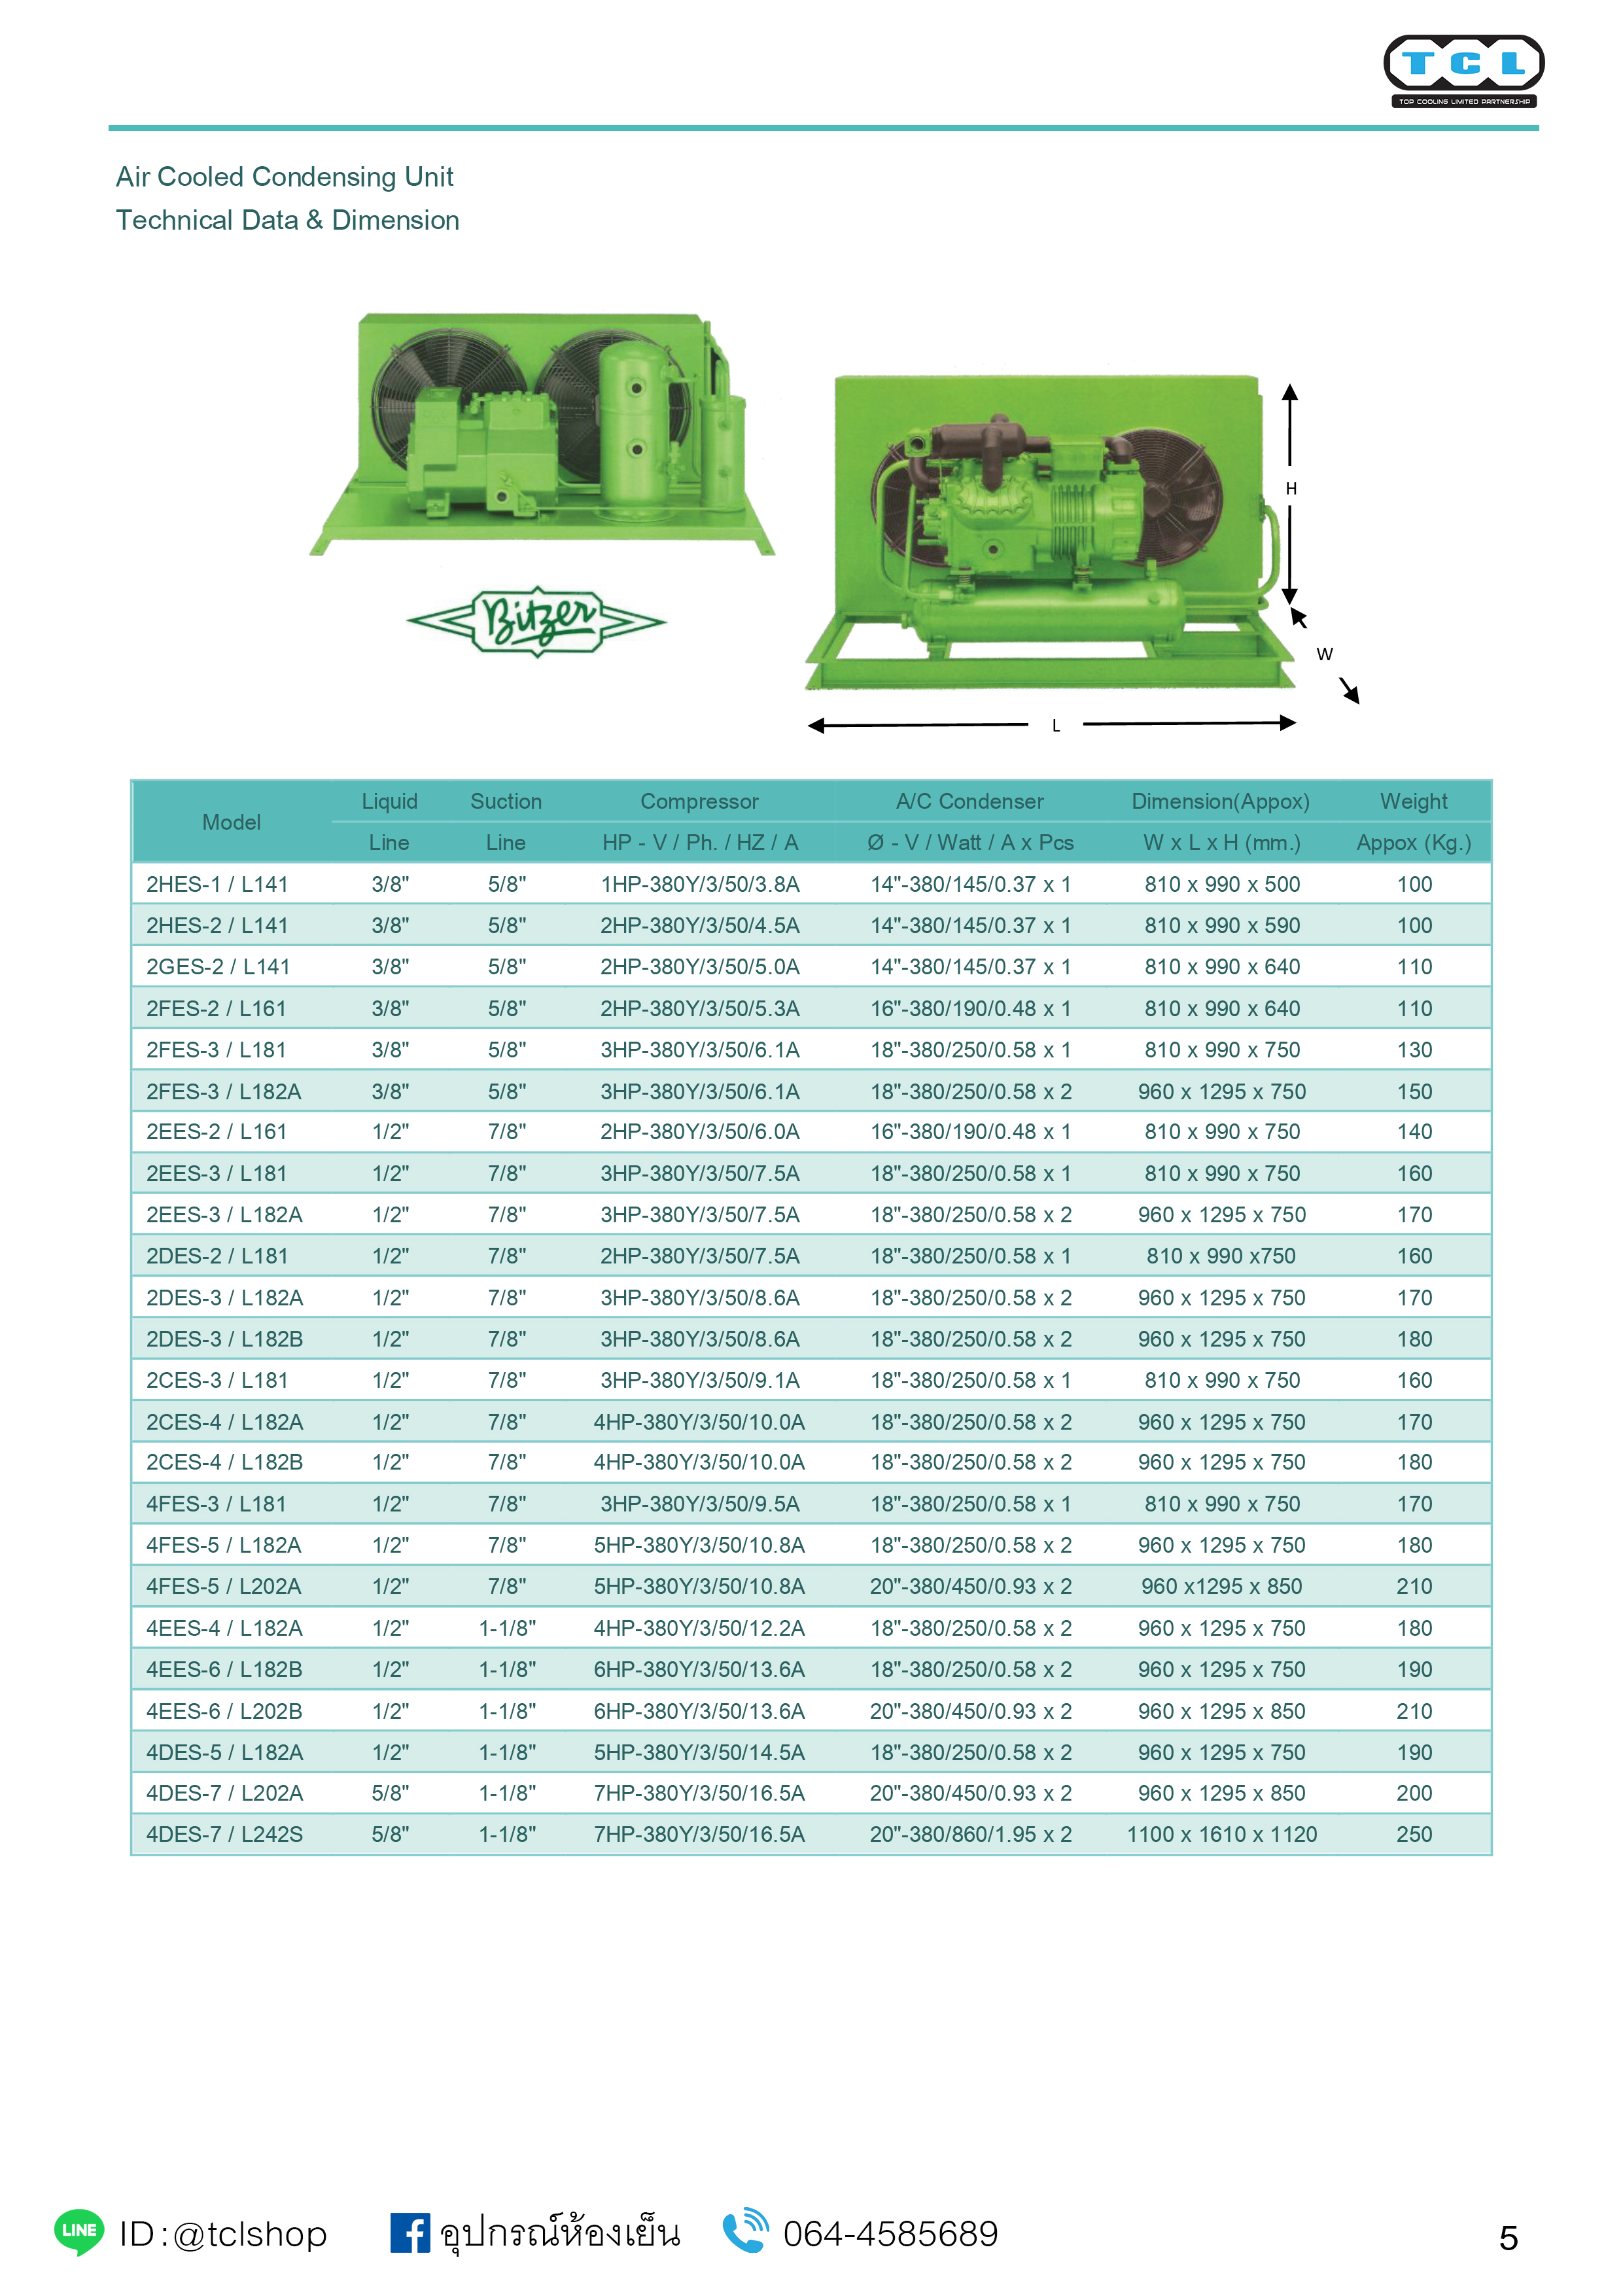 TCL
TOP COOLING LIMITED PARTNERSHIP
Air Cooled Condensing Unit
Technical Data & Dimension
Bitzer
H
W
L
Model Liquid Suction Compressor A/C Condenser Dimension(Appox) Weight
Line Line HP - V / Ph. / HZ / A Ø - V / Watt / A x Pcs W x L x H (mm.) Appox (Kg.)
2HES-1 / L141 3/8" 5/8" 1HP-380Y/3/50/3.8A 14"-380/145/0.37 x 1 810 x 990 x 500 100
2HES-2 / L141 3/8" 5/8" 2HP-380Y/3/50/4.5A 14"-380/145/0.37 x 1 810 x 990 x 590 100
2GES-2 / L141 3/8" 5/8" 2HP-380Y/3/50/5.0A 14"-380/145/0.37 x 1 810 x 990 x 640 110
2FES-2 / L161 3/8" 5/8" 2HP-380Y/3/50/5.3A 16"-380/190/0.48 x 1 810 x 990 x 640 110
2FES-3 / L181 3/8" 5/8" 3HP-380Y/3/50/6.1A 18"-380/250/0.58 x 1 810 x 990 x 750 130
2FES-3 / L182A 3/8" 5/8" 3HP-380Y/3/50/6.1A 18"-380/250/0.58 x 2 960 x 1295 x 750 150
2EES-2 / L161 1/2" 7/8" 2HP-380Y/3/50/6.0A 16"-380/190/0.48 x 1 810 x 990 x 750 140
2EES-3 / L181 1/2" 7/8" 3HP-380Y/3/50/7.5A 18"-380/250/0.58 x 1 810 x 990 x 750 160
2EES-3 / L182A 1/2" 7/8" 3HP-380Y/3/50/7.5A 18"-380/250/0.58 x 2 960 x 1295 x 750 170
2DES-2 / L181 1/2" 7/8" 2HP-380Y/3/50/7.5A 18"-380/250/0.58 x 1 810 x 990 x750 160
2DES-3 / L182A 1/2" 7/8" 3HP-380Y/3/50/8.6A 18"-380/250/0.58 x 2 960 x 1295 x 750 170
2DES-3 / L182B 1/2" 7/8" 3HP-380Y/3/50/8.6A 18"-380/250/0.58 x 2 960 x 1295 x 750 180
2CES-3 / L181 1/2" 7/8" 3HP-380Y/3/50/9.1A 18"-380/250/0.58 x 1 810 x 990 x 750 160
2CES-4 / L182A 1/2" 7/8" 4HP-380Y/3/50/10.0A 18"-380/250/0.58 x 2 960 x 1295 x 750 170
2CES-4 / L182B 1/2" 7/8" 4HP-380Y/3/50/10.0A 18"-380/250/0.58 x 2 960 x 1295 x 750 180
4FES-3 / L181 1/2" 7/8" 3HP-380Y/3/50/9.5A 18"-380/250/0.58 x 1 810 x 990 x 750 170
4FES-5 / L182A 1/2" 7/8" 5HP-380Y/3/50/10.8A 18"-380/250/0.58 x 2 960 x 1295 x 750 180
4FES-5 / L202A 1/2" 7/8" 5HP-380Y/3/50/10.8A 20"-380/450/0.93 x 2 960 x1295 x 850 210
4EES-4 / L182A 1/2" 1-1/8" 4HP-380Y/3/50/12.2A 18"-380/250/0.58 x 2 960 x 1295 x 750 180
4EES-6 / L182B 1/2" 1-1/8" 6HP-380Y/3/50/13.6A 18"-380/250/0.58 x 2 960 x 1295 x 750 190
4EES-6 / L202B 1/2" 1-1/8" 6HP-380Y/3/50/13.6A 20"-380/450/0.93 x 2 960 x 1295 x 850 210
4DES-5 / L182A 1/2" 1-1/8" 5HP-380Y/3/50/14.5A 18"-380/250/0.58 x 2 960 x 1295 x 750 190
4DES-7 / L202A 5/8" 1-1/8" 7HP-380Y/3/50/16.5A 20"-380/450/0.93 x 2 960 x 1295 x 850 200
4DES-7 / L242S 5/8" 1-1/8" 7HP-380Y/3/50/16.5A 20"-380/860/1.95 x 2 1100 x 1610 x 1120 250
LINE ID : @tclshop f อุปกรณ์ห้องเย็น 064-4585689 5